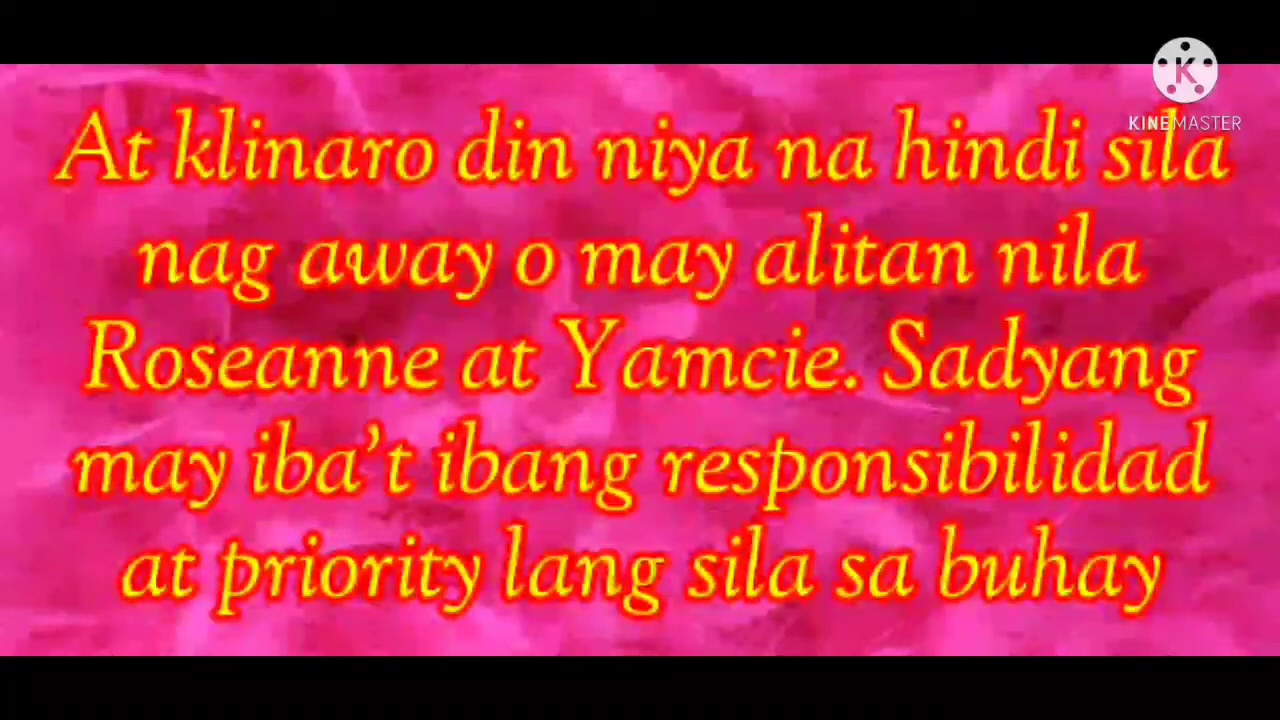 KINEMASTER
At klinaro din niya na hindi sila
nag away o may alitan nila
Roseanne at Yamcie. Sadyang
may iba’t ibang responsibilidad
at priority lang sila sa buhay